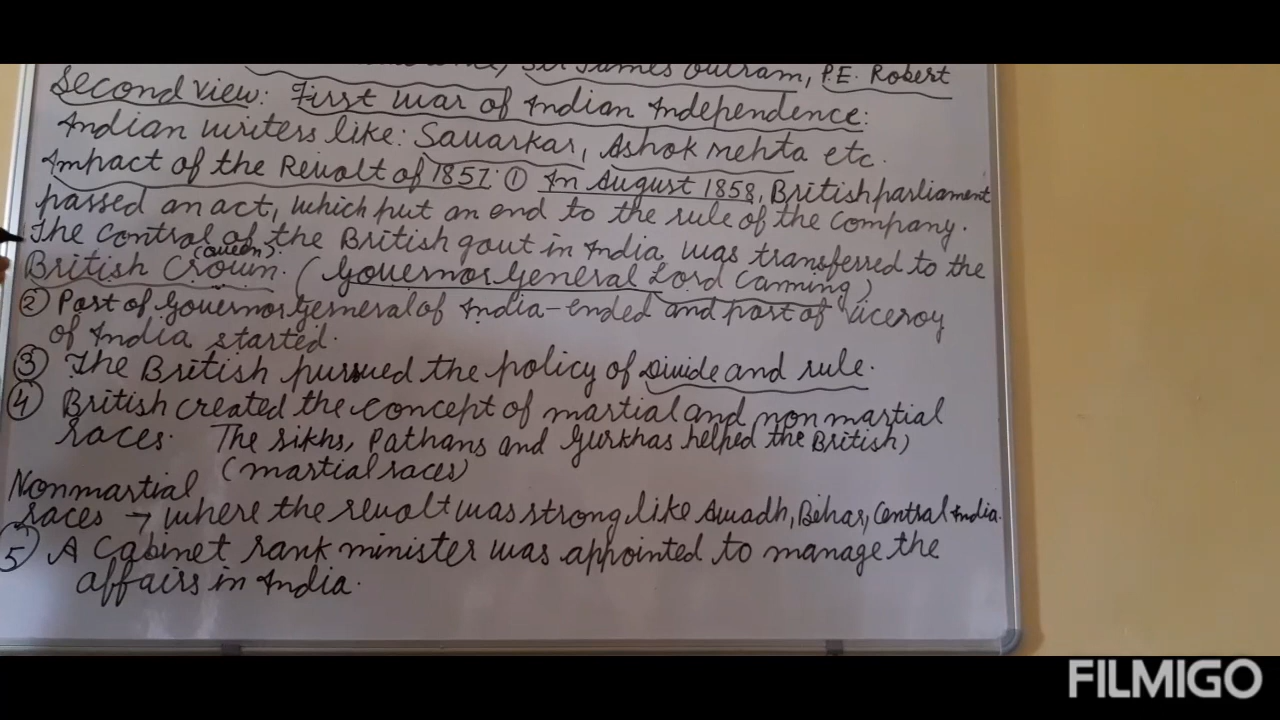 Sir James Outram, P.E. Robert
Second view: First war of Indian Independence:
Indian writers like: Savarkar, Ashok Mehta etc.
Impact of the Revolt of 1857: ① In August 1858, British parliament
passed an act, which put an end to the rule of the company.
The control of the British govt in India was transferred to the
(Queen)
British Crown. (Governor General Lord Canning)
② Post of Governor General of India-ended and post of Viceroy
of India started.
③ The British pursued the policy of Divide and rule.
④ British created the concept of martial and non martial
races. The sikhs, Pathans and Gurkhas helped the British)
(martial races)
Nonmartial
races → where the revolt was strong like Awadh, Bihar, Central India.
⑤ A Cabinet rank minister was appointed to manage the
affairs in India.
FILMIGO